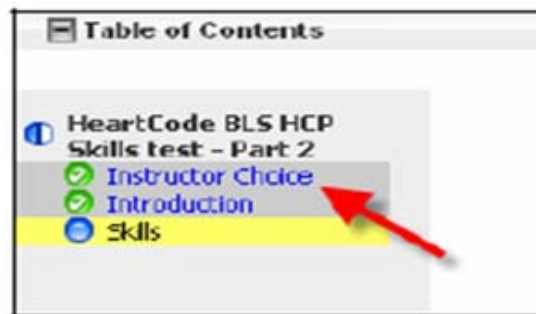 Table of Contents
HeartCode BLS HCP
Skills test - Part 2
Instructor Choice
Introduction
Skills